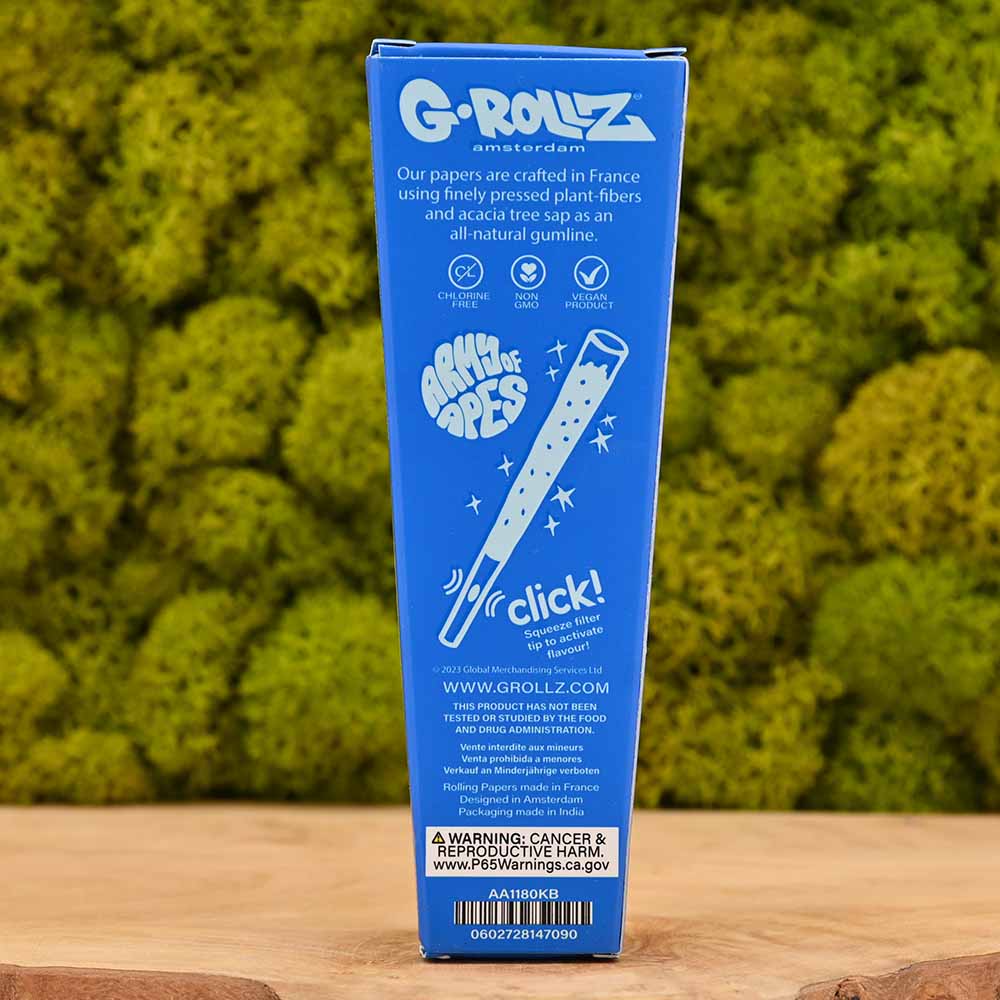 G•ROLLZ®
amsterdam
Our papers are crafted in France
using finely pressed plant-fibers
and acacia tree sap as an
all-natural gumline.
CL
CHLORINE
FREE
NON
GMO
VEGAN
PRODUCT
ARMY OF
APES
click!
Squeeze filter
tip to activate
flavour!
© 2023 Global Merchandising Services Ltd
WWW.GROLLZ.COM
THIS PRODUCT HAS NOT BEEN
TESTED OR STUDIED BY THE FOOD
AND DRUG ADMINISTRATION.
Vente interdite aux mineurs
Venta prohibida a menores
Verkauf an Minderjährige verboten
Rolling Papers made in France
Designed in Amsterdam
Packaging made in India
⚠ WARNING: CANCER &
REPRODUCTIVE HARM.
www.P65Warnings.ca.gov
AA1180KB
0602728147090